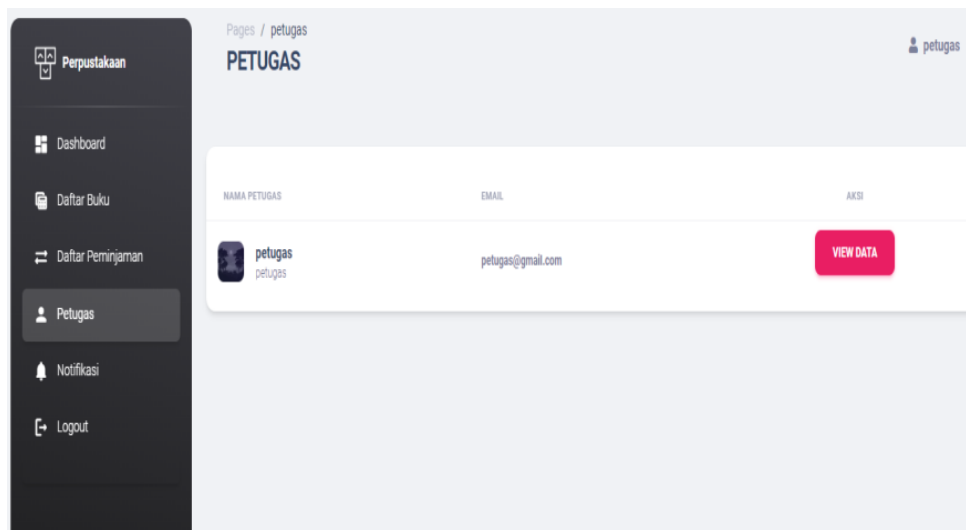 Perpustakaan
Dashboard
Daftar Buku
Daftar Peminjaman
Petugas
Notifikasi
Logout
Pages / petugas
PETUGAS
petugas
NAMA PETUGAS EMAIL AKSI
petugas
petugas
petugas@gmail.com
VIEW DATA